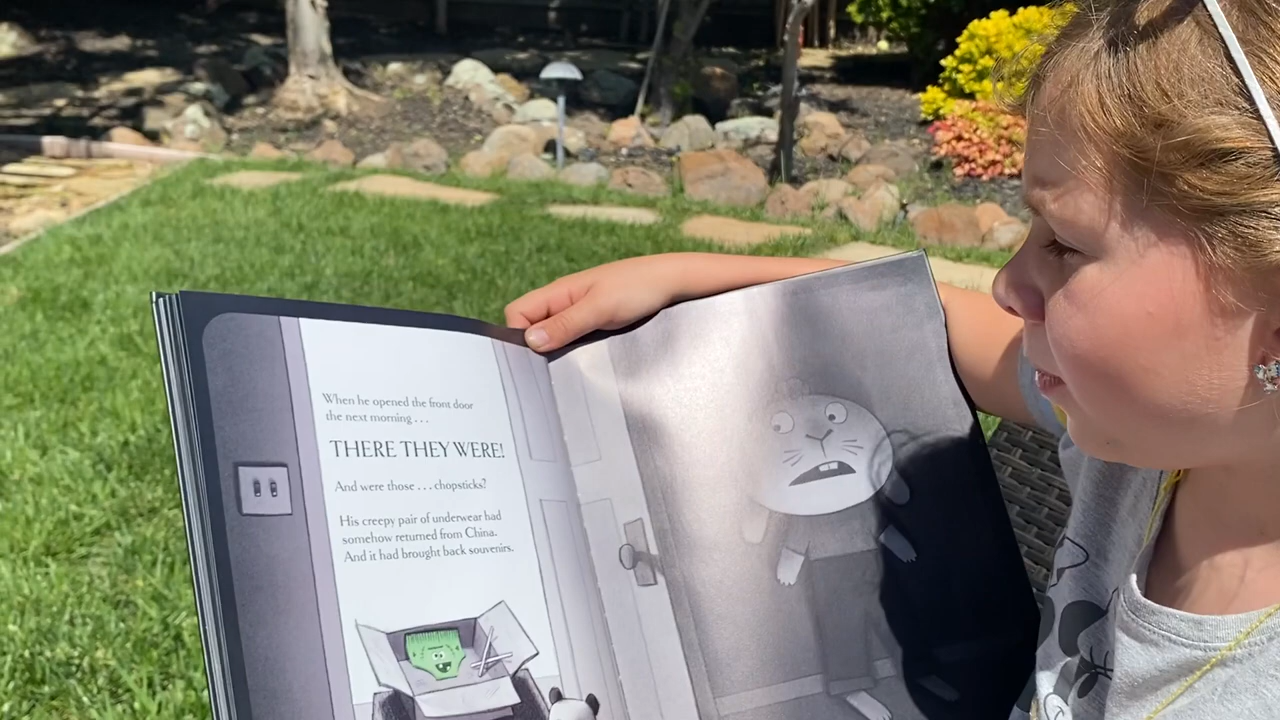 When he opened the front door
the next morning . . .
THERE THEY WERE!
And were those . . . chopsticks?
His creepy pair of underwear had
somehow returned from China.
And it had brought back souvenirs.